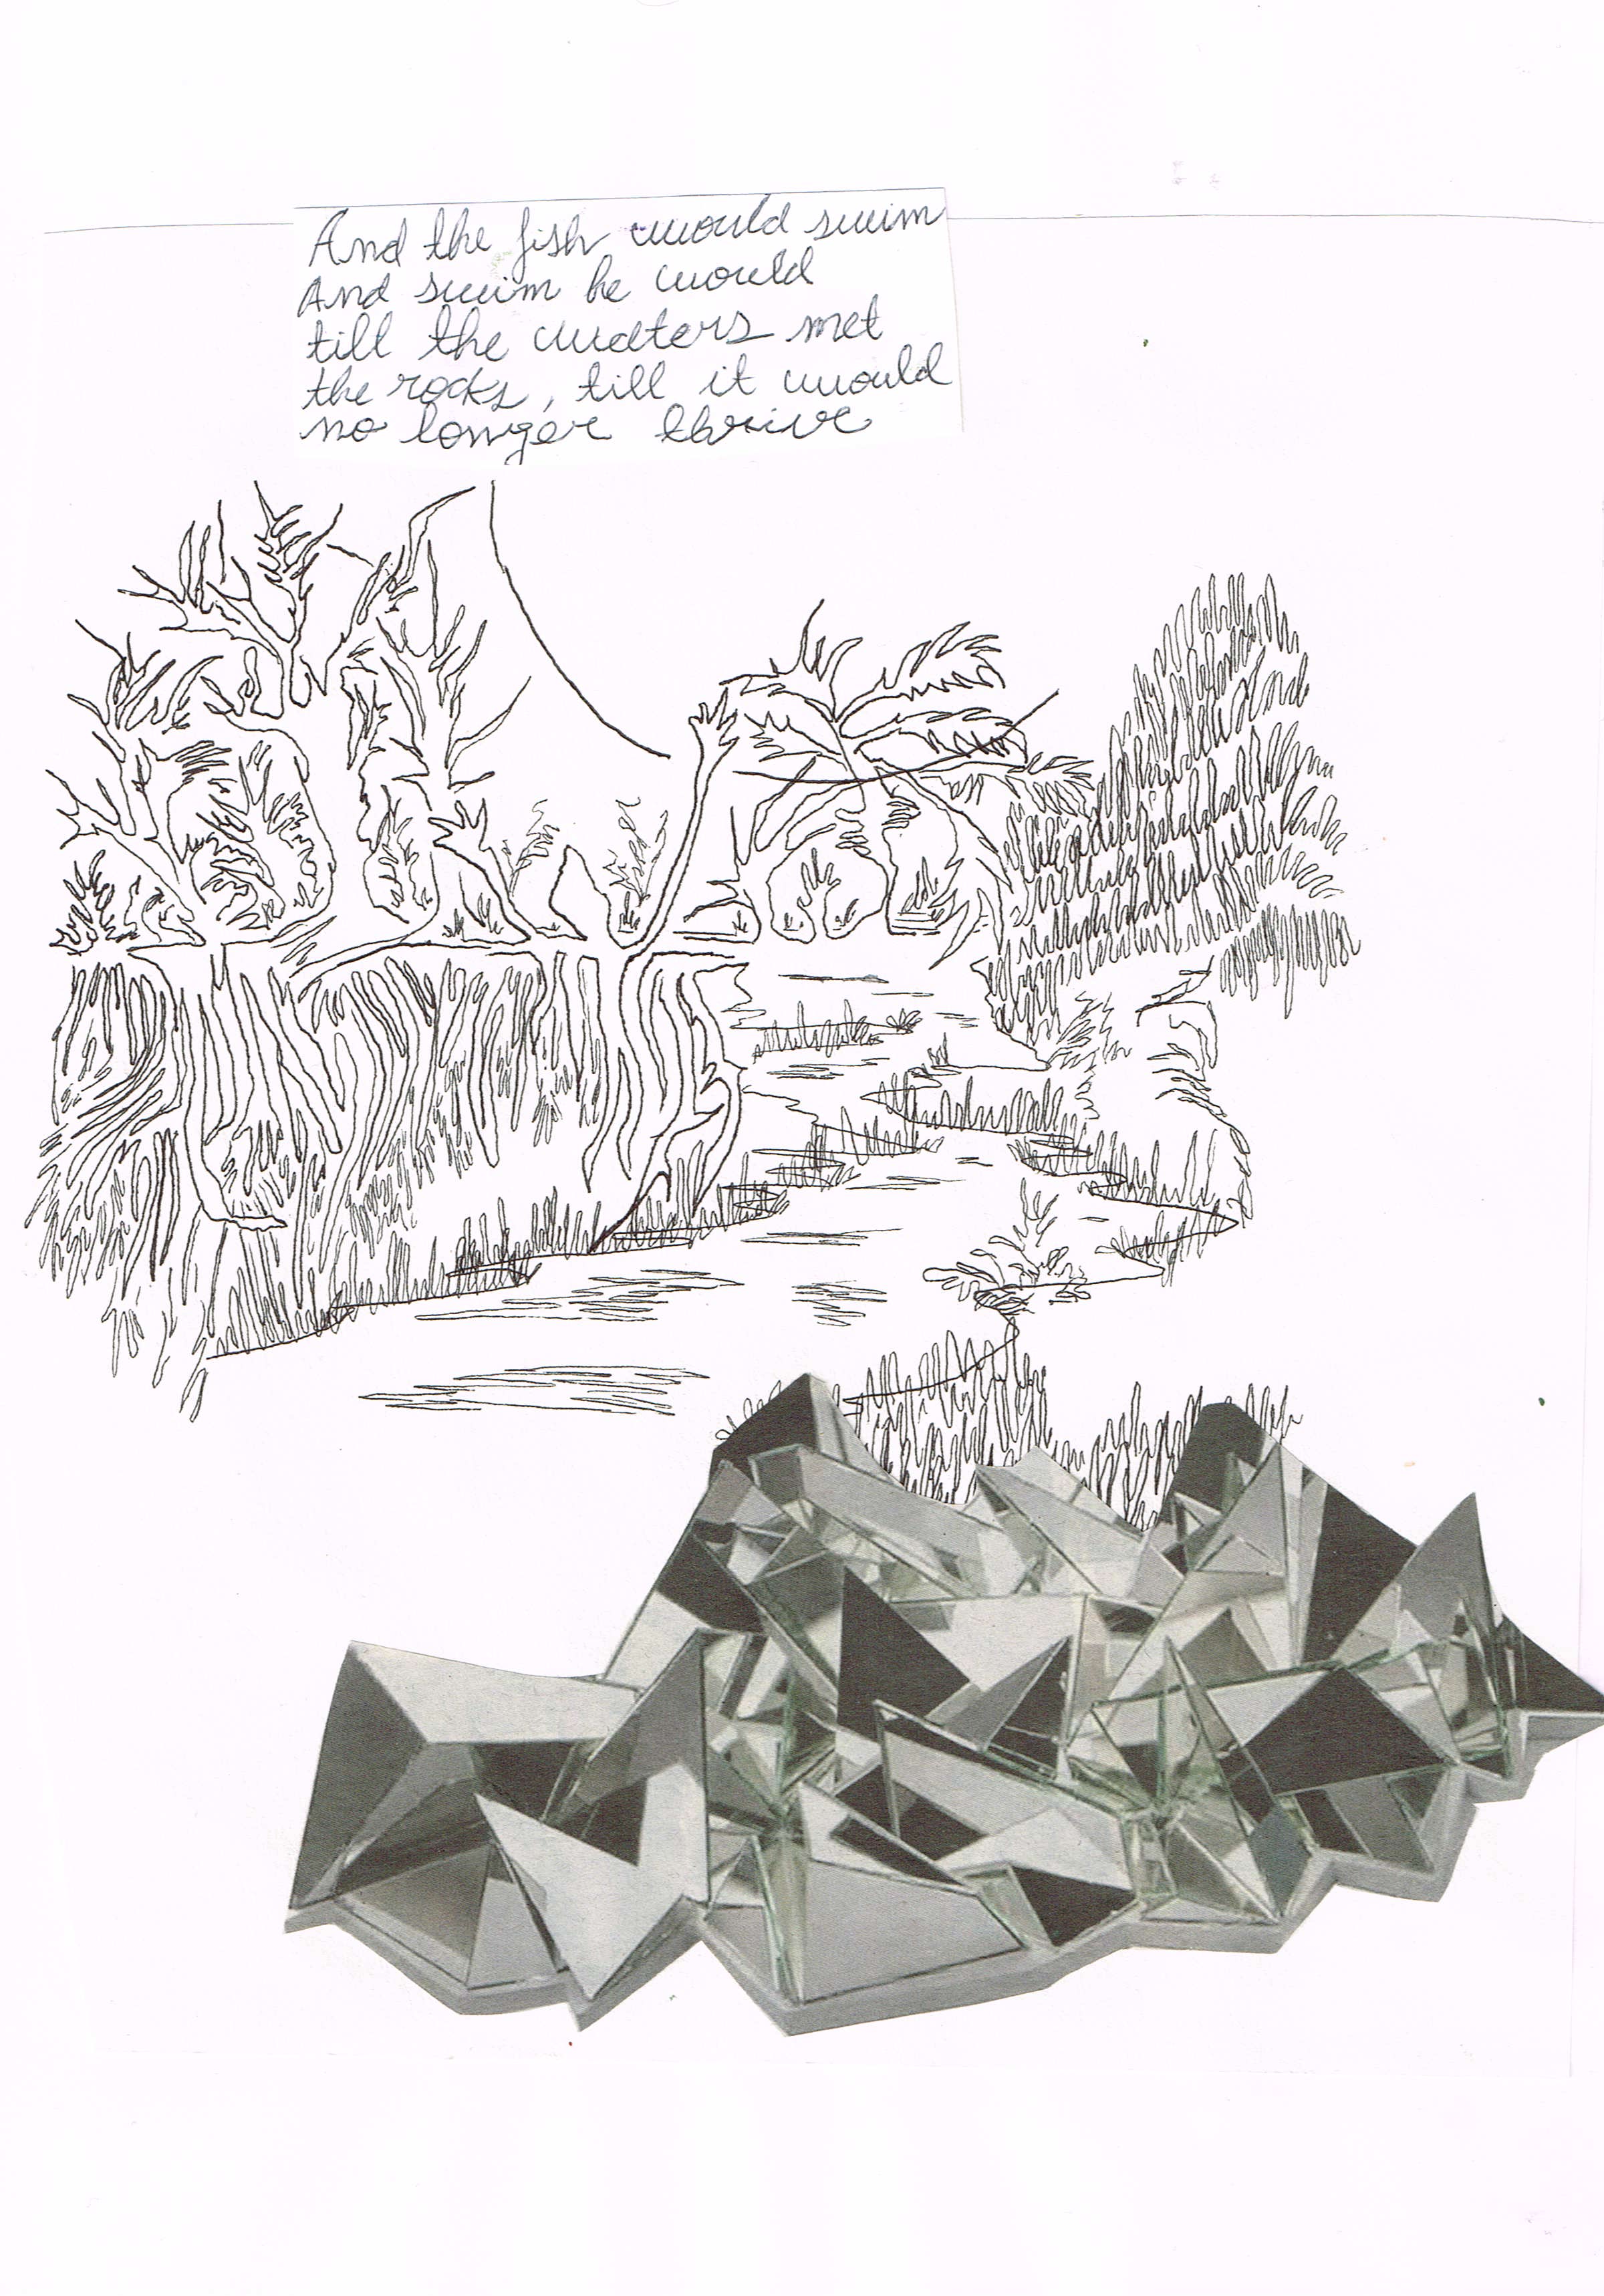 And the fish would swim
And swim he would
till the waters met
the rocks, till it would
no longer thrive